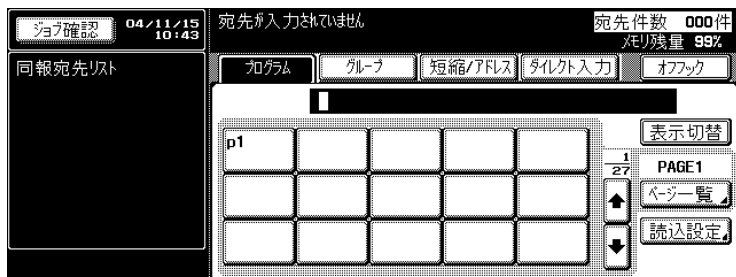 ジョブ確認
04/11/15
10:43
宛先が入力されていません
宛先件数 000件
メモリ残量 99%
同報宛先リスト
プログラム
グループ
短縮/アドレス
ダイレクト入力
オフフック
表示切替
p1
1
27
PAGE1
ページ一覧
読込設定